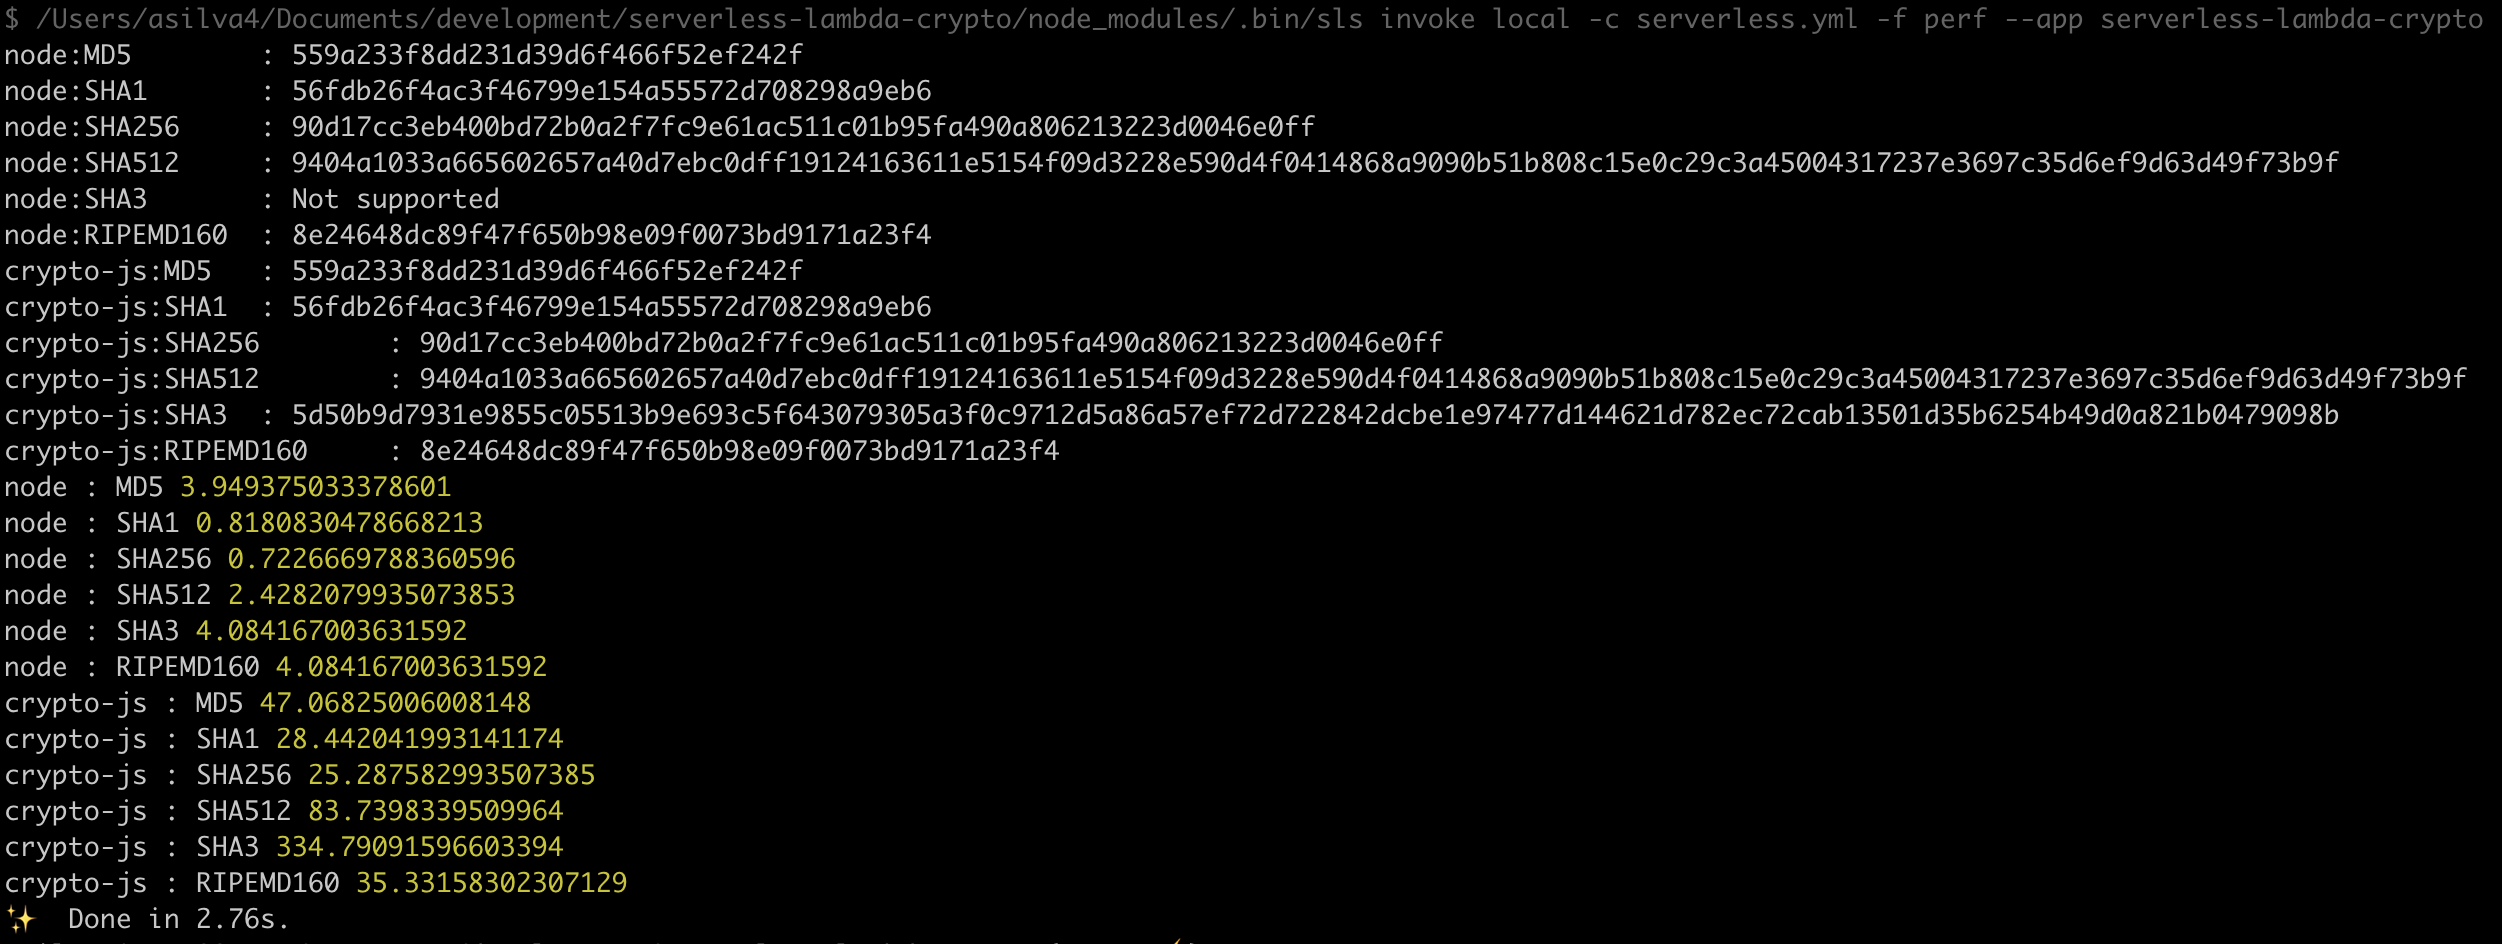 $ /Users/asilva4/Documents/development/serverless-lambda-crypto/node_modules/.bin/sls invoke local -c serverless.yml -f perf --app serverless-lambda-crypto
node:MD5 : 559a233f8dd231d39d6f466f52ef242f
node:SHA1 : 56fdb26f4ac3f46799e154a55572d708298a9eb6
node:SHA256 : 90d17cc3eb400bd72b0a2f7fc9e61ac511c01b95fa490a806213223d0046e0ff
node:SHA512 : 9404a1033a665602657a40d7ebc0dff19124163611e5154f09d3228e590d4f0414868a9090b51b808c15e0c29c3a45004317237e3697c35d6ef9d63d49f73b9f
node:SHA3 : Not supported
node:RIPEMD160 : 8e24648dc89f47f650b98e09f0073bd9171a23f4
crypto-js:MD5 : 559a233f8dd231d39d6f466f52ef242f
crypto-js:SHA1 : 56fdb26f4ac3f46799e154a55572d708298a9eb6
crypto-js:SHA256 : 90d17cc3eb400bd72b0a2f7fc9e61ac511c01b95fa490a806213223d0046e0ff
crypto-js:SHA512 : 9404a1033a665602657a40d7ebc0dff19124163611e5154f09d3228e590d4f0414868a9090b51b808c15e0c29c3a45004317237e3697c35d6ef9d63d49f73b9f
crypto-js:SHA3 : 5d50b9d7931e9855c05513b9e693c5f643079305a3f0c9712d5a86a57ef72d722842dcbe1e97477d144621d782ec72cab13501d35b6254b49d0a821b0479098b
crypto-js:RIPEMD160 : 8e24648dc89f47f650b98e09f0073bd9171a23f4
node : MD5 3.949375033378601
node : SHA1 0.8180830478668213
node : SHA256 0.7226669788360596
node : SHA512 2.4282079935073853
node : SHA3 4.084167003631592
node : RIPEMD160 4.084167003631592
crypto-js : MD5 47.06825006008148
crypto-js : SHA1 28.442041993141174
crypto-js : SHA256 25.287582993507385
crypto-js : SHA512 83.7398339509964
crypto-js : SHA3 334.79091596603394
crypto-js : RIPEMD160 35.33158302307129
✨ Done in 2.76s.